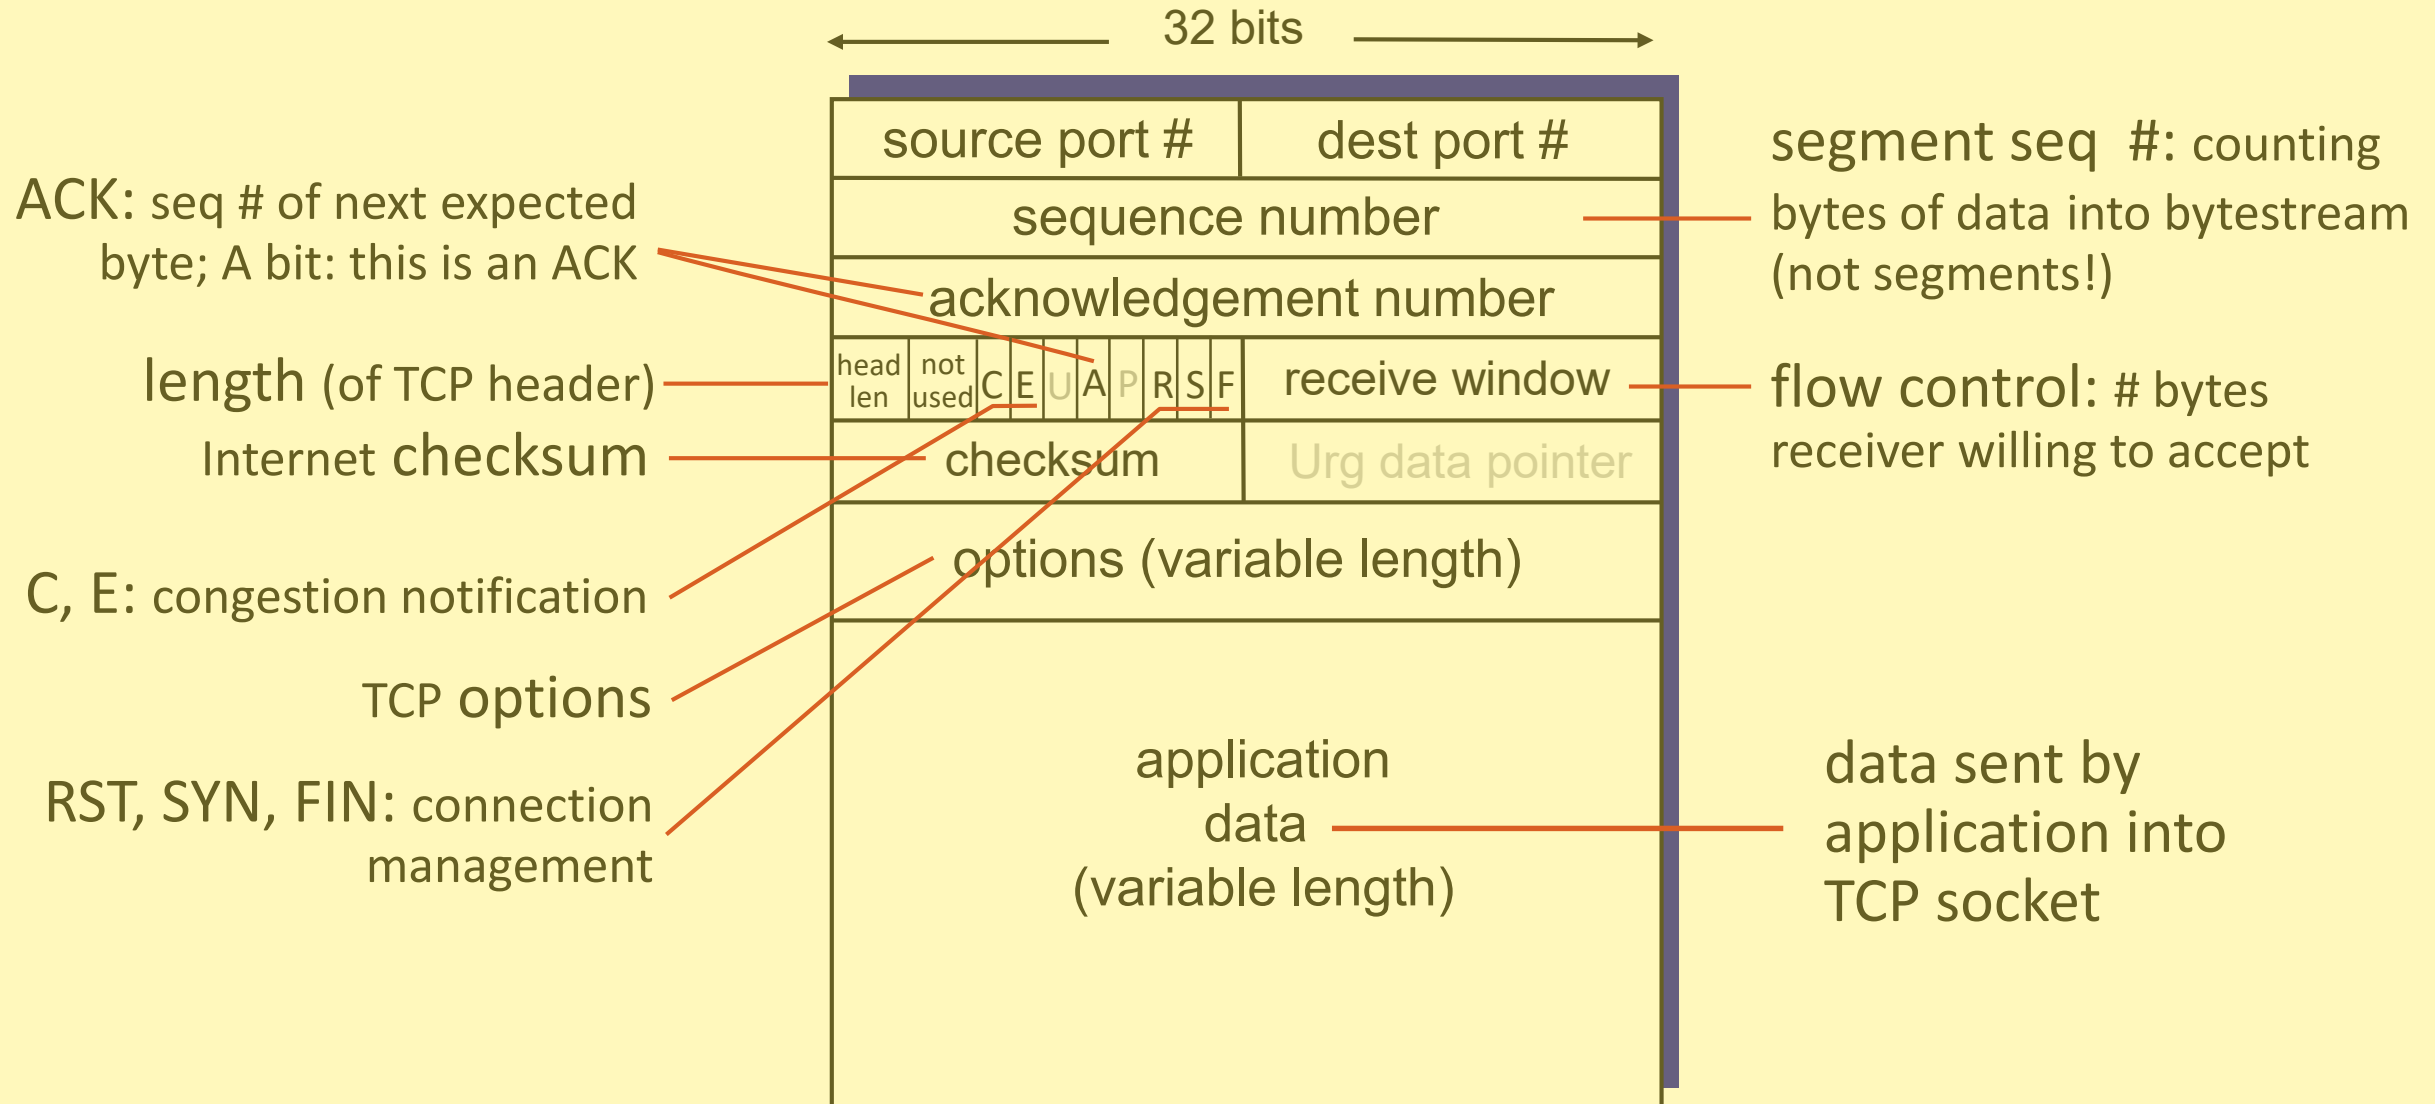 32 bits
source port #
dest port #
segment seq #: counting
bytes of data into bytestream
(not segments!)
ACK: seq # of next expected
byte; A bit: this is an ACK
sequence number
acknowledgement number
length (of TCP header)
head
len
not
used
C
E
U
A
P
R
S
F
receive window
flow control: # bytes
receiver willing to accept
Internet checksum
checksum
Urg data pointer
C, E: congestion notification
options (variable length)
TCP options
RST, SYN, FIN: connection
management
application
data
(variable length)
data sent by
application into
TCP socket